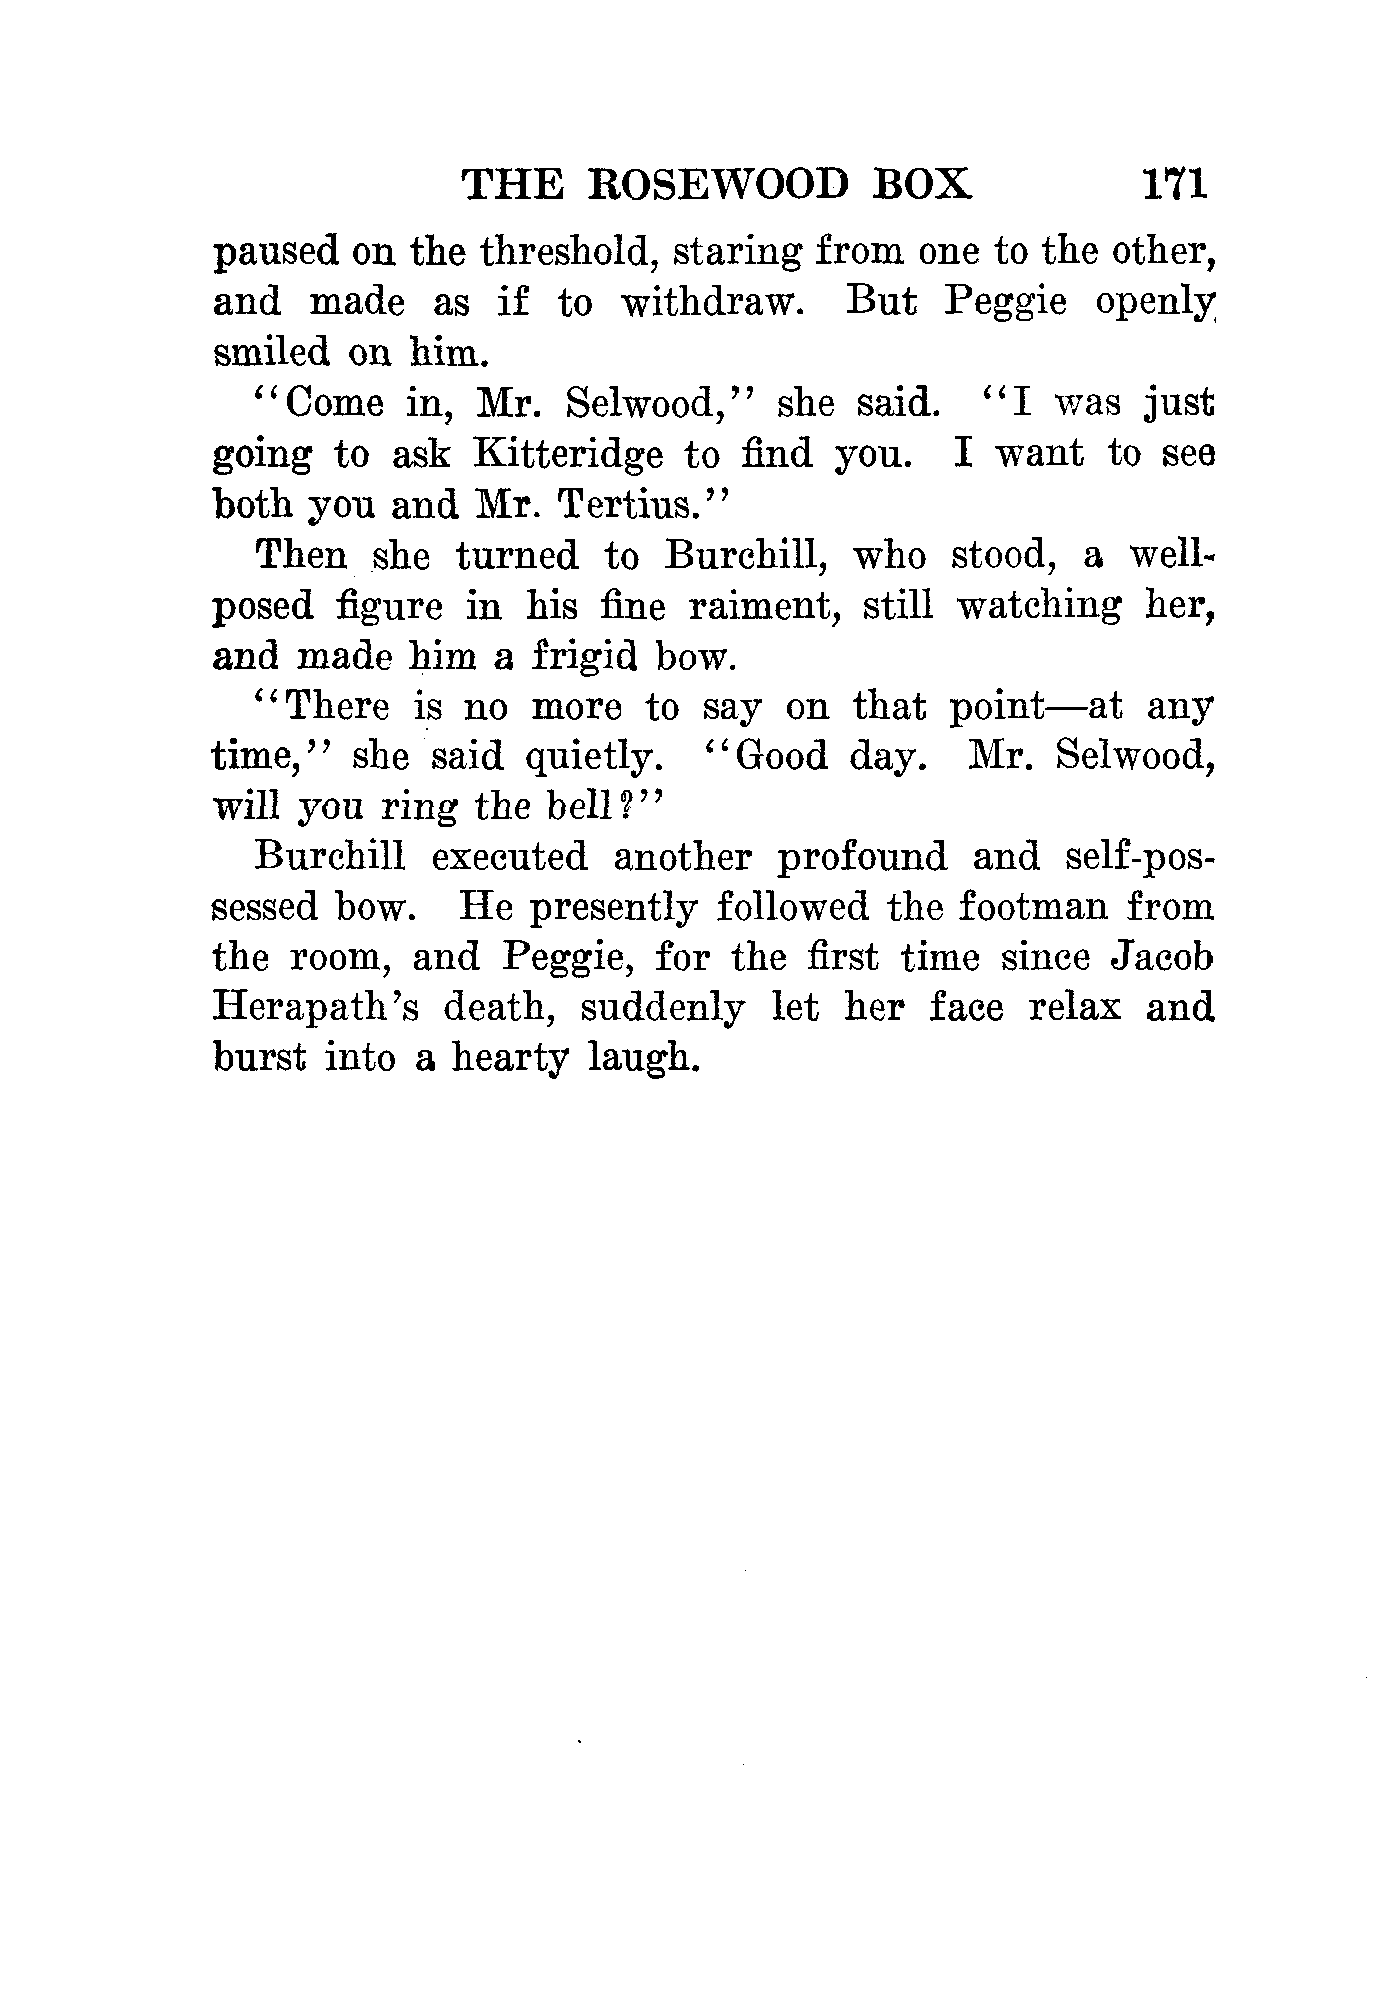 THE ROSEWOOD BOX 171
paused on the threshold, staring from one to the other,
and made as if to withdraw. But Peggie openly
smiled on him.
"Come in, Mr. Selwood," she said. "I was just
going to ask Kitteridge to find you. I want to see
both you and Mr. Tertius."
Then she turned to Burchill, who stood, a well-
posed figure in his fine raiment, still watching her,
and made him a frigid bow.
"There is no more to say on that point—at any
time," she said quietly. "Good day. Mr. Selwood,
will you ring the bell?"
Burchill executed another profound and self-pos-
sessed bow. He presently followed the footman from
the room, and Peggie, for the first time since Jacob
Herapath's death, suddenly let her face relax and
burst into a hearty laugh.